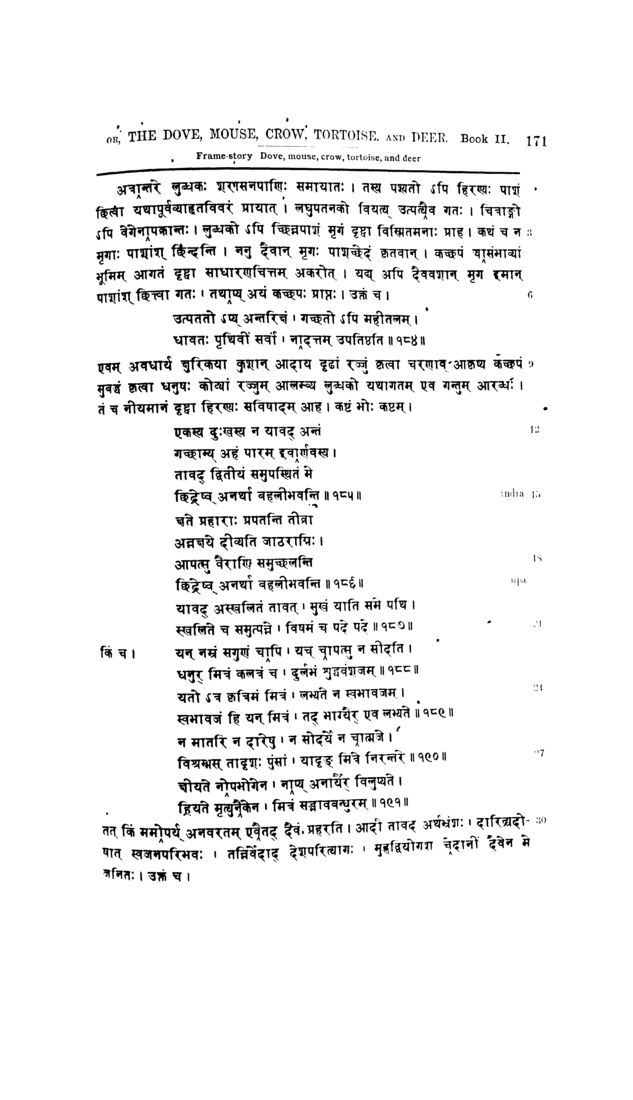 OR, THE DOVE, MOUSE, CROW, TORTOISE, AND DEER. Book II. 171
Frame-story Dove, mouse, crow, tortoise, and deer
अत्रान्तरे लुब्धकः शरासनपाणिः समायातः । तस्य पश्यतो ऽपि हिरण्यः पाशं
छित्त्वा यथापूर्वव्याहृतविवरं प्रायात् । लघुपतनको वियत्य् उत्पत्यैव गतः । चित्राङ्गो
ऽपि वेगेनापक्रान्तः । लुब्धको ऽपि च्छिन्नपाशं मृगं दृष्ट्वा विस्मितमनाः प्राह । कथं च न 3
मृगाः पाशांश् छिन्दन्ति । ननु दैवान् मृगः पाशच्छेदं कृतवान् । कच्छपं चासंभाव्यां
भूमिम् आगतं दृष्ट्वा साधारणचित्तम् अकरोत् । यद्य् अपि दैववशान् मृग इमान्
पाशांश् छित्त्वा गतः । तथाप्य् अयं कच्छपः प्राप्तः । उक्तं च । 6
उत्पततो ऽप्य् अन्तरिक्षं । गच्छतो ऽपि महीतलम् ।
धावतः पृथिवीं सर्वां । नादत्तम् उपतिष्ठति ॥१८४॥
एवम् अवधार्य क्षुरिकया कुशान् आदाय दृढां रज्जुं कृत्वा चरणाव् आकृष्य कच्छपं 9
सुबद्धं कृत्वा धनुषः कोट्यां रज्जुम् आलम्ब्य लुब्धको यथागतम् एव गन्तुम् आरब्धः ।
तं च नीयमानं दृष्ट्वा हिरण्यः सविषादम् आह । कष्टं भोः कष्टम् ।
एकस्य दुःखस्य न यावद् अन्तं 12
गच्छाम्य् अहं पारम् इवार्णवस्य ।
तावद् द्वितीयं समुपस्थितं मे
छिद्रेष्व् अनर्था बहलीभवन्ति ॥१८५॥ india 15
क्षते प्रहाराः प्रपतन्ति तीव्रा
अन्नक्षये दीव्यति जाठराग्निः ।
आपत्सु वैराणि समुच्छलन्ति 18
छिद्रेष्व् अनर्था बहलीभवन्ति ॥१८६॥ upa
यावद् अस्खलितं तावत् । सुखं याति समे पथि ।
स्खलिते च समुत्पन्ने । विषमं च पदे पदे ॥१८७॥ 21
किं च । यन् नम्रं सगुणं चापि । यच् चापत्सु न सीदति ।
धनुर् मित्रं कलत्रं च । दुर्लभं शुद्धवंशजम् ॥१८८॥
यतो ऽत्र कृत्रिमं मित्रं । लभ्यते न स्वभावजम् । 24
स्वभावजं हि यन् मित्रं । तद् भाग्यैर् एव लभ्यते ॥१८९॥
न मातरि न दारेषु । न सोदर्ये न चात्मजे ।
विश्रम्भस् तादृशः पुंसां । यादृङ् मित्रे निरन्तरे ॥१९०॥ 27
क्षीयते नोपभोगेन । नाप्य् अनार्यैर् विलुप्यते ।
ह्रियते मृत्युनैकेन । मित्रं सद्भावबन्धुरम् ॥१९१॥
तत् किं ममोपर्य् अनवरतम् एवैतद् दैवं प्रहरति । आदौ तावद् अर्थभ्रंशः । दारिद्र्यदो- 30
षात् स्वजनपरिभवः । तन्निर्वेदाद् देशपरित्यागः । सुहृद्वियोगश चेदानीं दैवेन मे
जनितः । उक्तं च ।